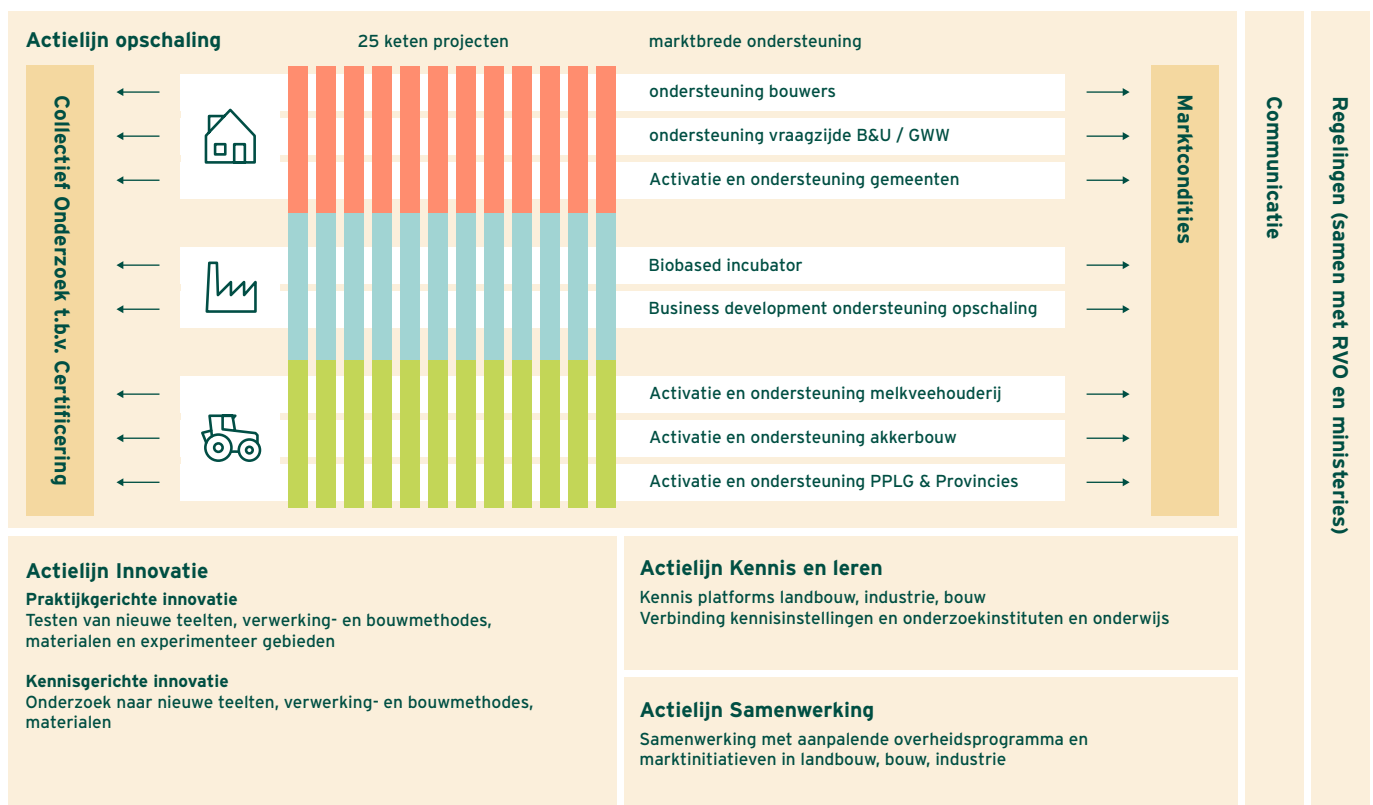 Actielijn opschaling
25 keten projecten
marktbrede ondersteuning
Collectief Onderzoek t.b.v. Certificering
ondersteuning bouwers
ondersteuning vraagzijde B&U / GWW
Activatie en ondersteuning gemeenten
Biobased incubator
Business development ondersteuning opschaling
Activatie en ondersteuning melkveehouderij
Activatie en ondersteuning akkerbouw
Activatie en ondersteuning PPLG & Provincies
Marktcondities
Communicatie
Regelingen (samen met RVO en ministeries)
Actielijn Innovatie
Praktijkgerichte innovatie
Testen van nieuwe teelten, verwerking- en bouwmethodes,
materialen en experimenteer gebieden
Kennisgerichte innovatie
Onderzoek naar nieuwe teelten, verwerking- en bouwmethodes,
materialen
Actielijn Kennis en leren
Kennis platforms landbouw, industrie, bouw
Verbinding kennisinstellingen en onderzoekinstituten en onderwijs
Actielijn Samenwerking
Samenwerking met aanpalende overheidsprogramma en
marktinitiatieven in landbouw, bouw, industrie